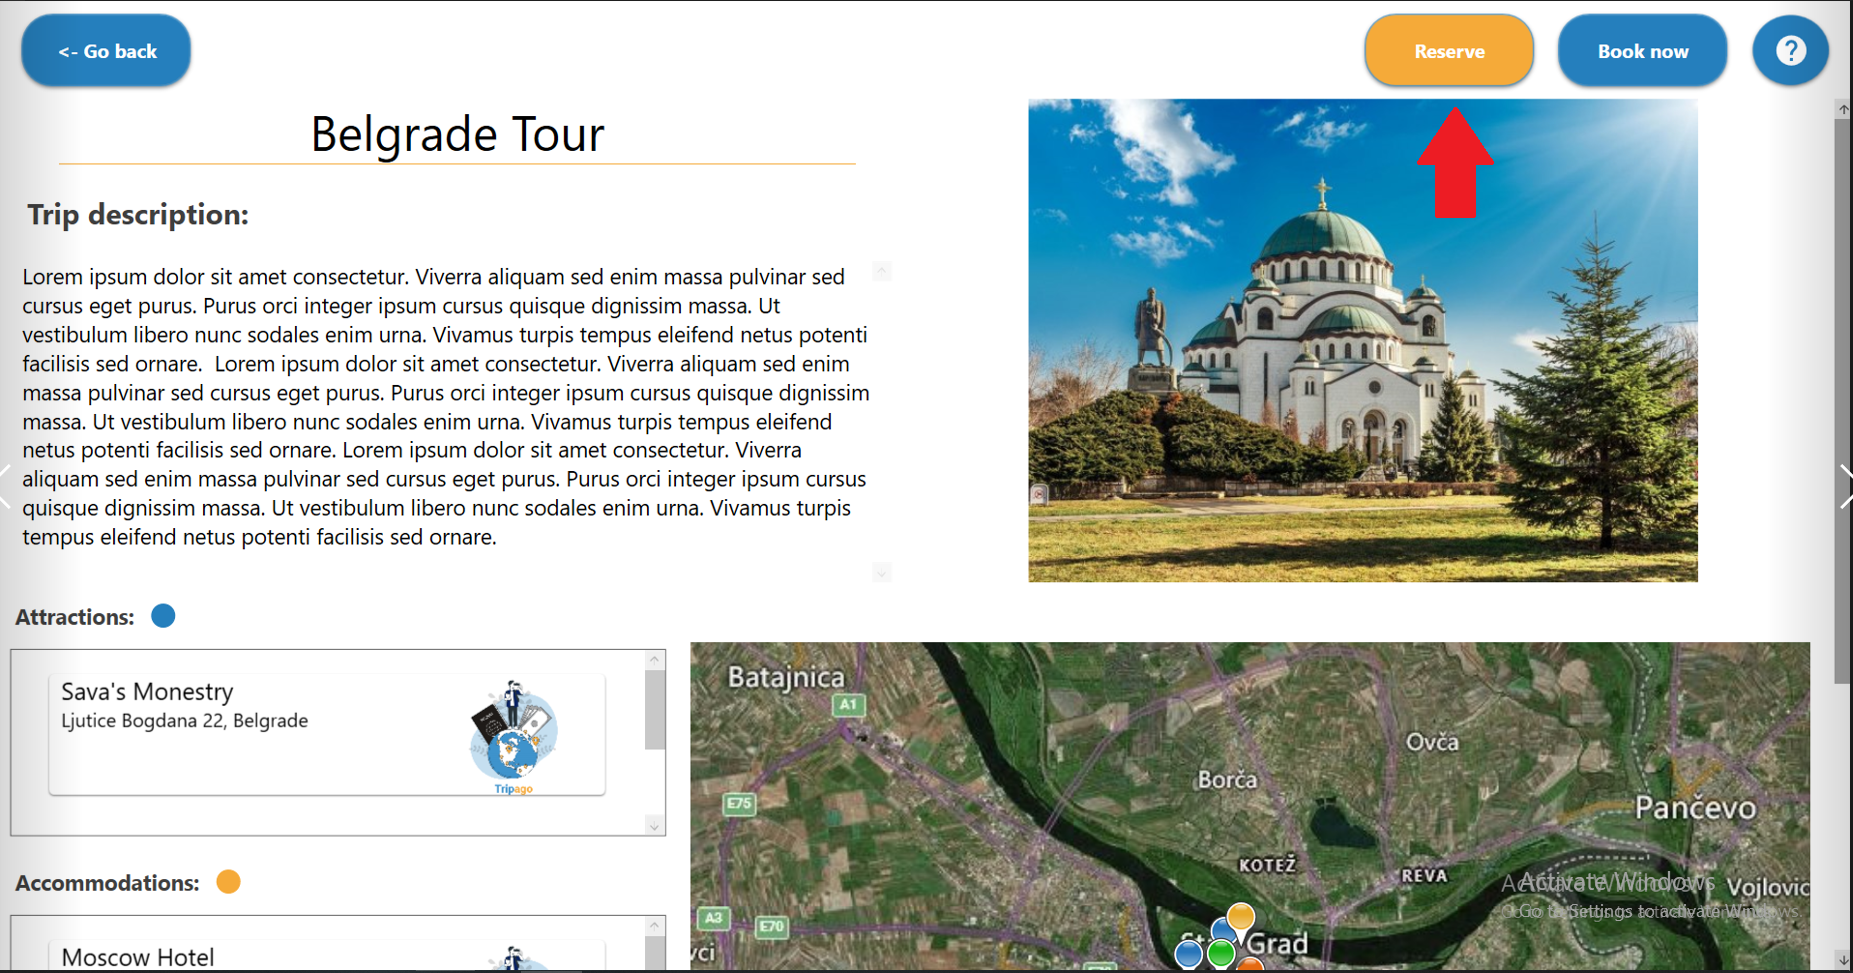 <- Go back
Reserve
Book now
?
Belgrade Tour
Trip description:
Lorem ipsum dolor sit amet consectetur. Viverra aliquam sed enim massa pulvinar sed
cursus eget purus. Purus orci integer ipsum cursus quisque dignissim massa. Ut
vestibulum libero nunc sodales enim urna. Vivamus turpis tempus eleifend netus potenti
facilisis sed ornare.  Lorem ipsum dolor sit amet consectetur. Viverra aliquam sed enim
massa pulvinar sed cursus eget purus. Purus orci integer ipsum cursus quisque dignissim
massa. Ut vestibulum libero nunc sodales enim urna. Vivamus turpis tempus eleifend
netus potenti facilisis sed ornare. Lorem ipsum dolor sit amet consectetur. Viverra
aliquam sed enim massa pulvinar sed cursus eget purus. Purus orci integer ipsum cursus
quisque dignissim massa. Ut vestibulum libero nunc sodales enim urna. Vivamus turpis
tempus eleifend netus potenti facilisis sed ornare.
Attractions:
Sava's Monestry
Ljutice Bogdana 22, Belgrade
Tripago
Accommodations:
Moscow Hotel
Batajnica
A1
Ovča
Borča
E75
Pančevo
KOTEŽ
REVA
Activate Windows
Vojlovic
Go to Settings to activate Windows.
A3
E70
vci
Grad